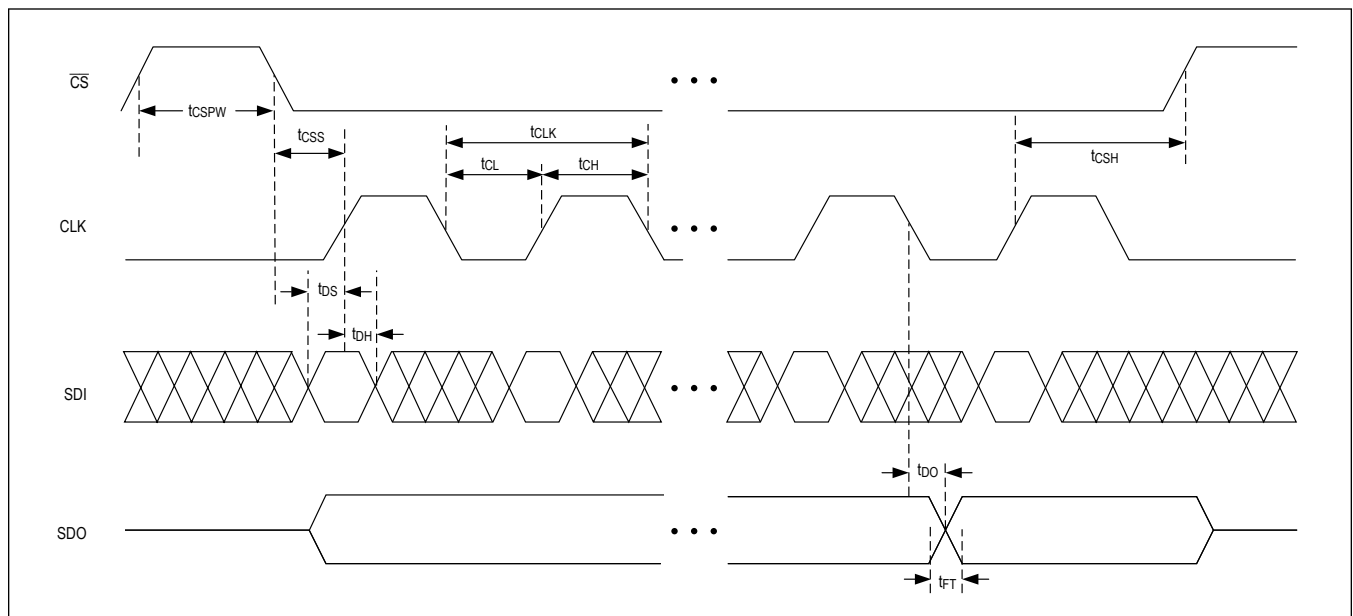 CS
tCSPW
tCSS
tCLK
tCL
tCH
tCSH
CLK
tDS
tDH
SDI
tDO
SDO
tFT